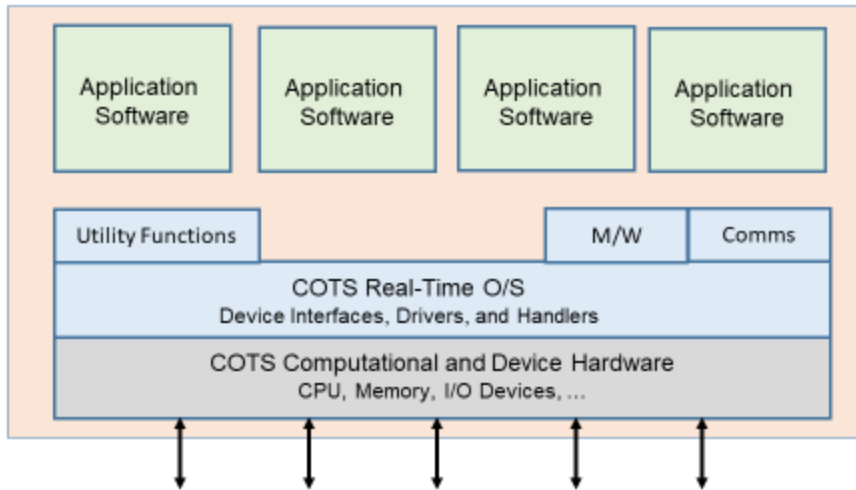 Application
Software
Application
Software
Application
Software
Application
Software
Utility Functions
M/W
Comms
COTS Real-Time O/S
Device Interfaces, Drivers, and Handlers
COTS Computational and Device Hardware
CPU, Memory, I/O Devices, ...